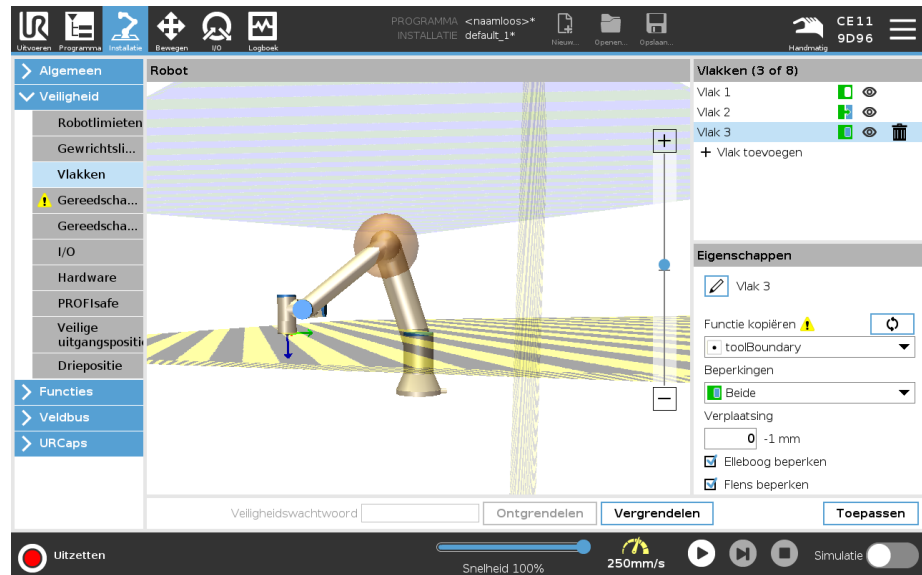 PROGRAMMA <naamloos>*
INSTALLATIE default_1*
Nieuw... Openen... Opslaan...
Handmatig
CE11
9D96
Uitvoeren Programma Installatie Bewegen I/O Logboek
Algemeen
Veiligheid
Robotlimieten
Gewrichtsli...
Vlakken
Gereedscha...
Gereedscha...
I/O
Hardware
PROFIsafe
Veilige
uitgangspositi
Driepositie
Functies
Veldbus
URCaps
Robot
Vlakken (3 of 8)
Vlak 1
Vlak 2
Vlak 3
+ Vlak toevoegen
Eigenschappen
Vlak 3
Functie kopiëren
toolBoundary
Beperkingen
Beide
Verplaatsing
0 -1 mm
Elleboog beperken
Flens beperken
Veiligheidswachtwoord Ontgrendelen Vergrendelen Toepassen
Uitzetten
Snelheid 100%
250mm/s
Simulatie